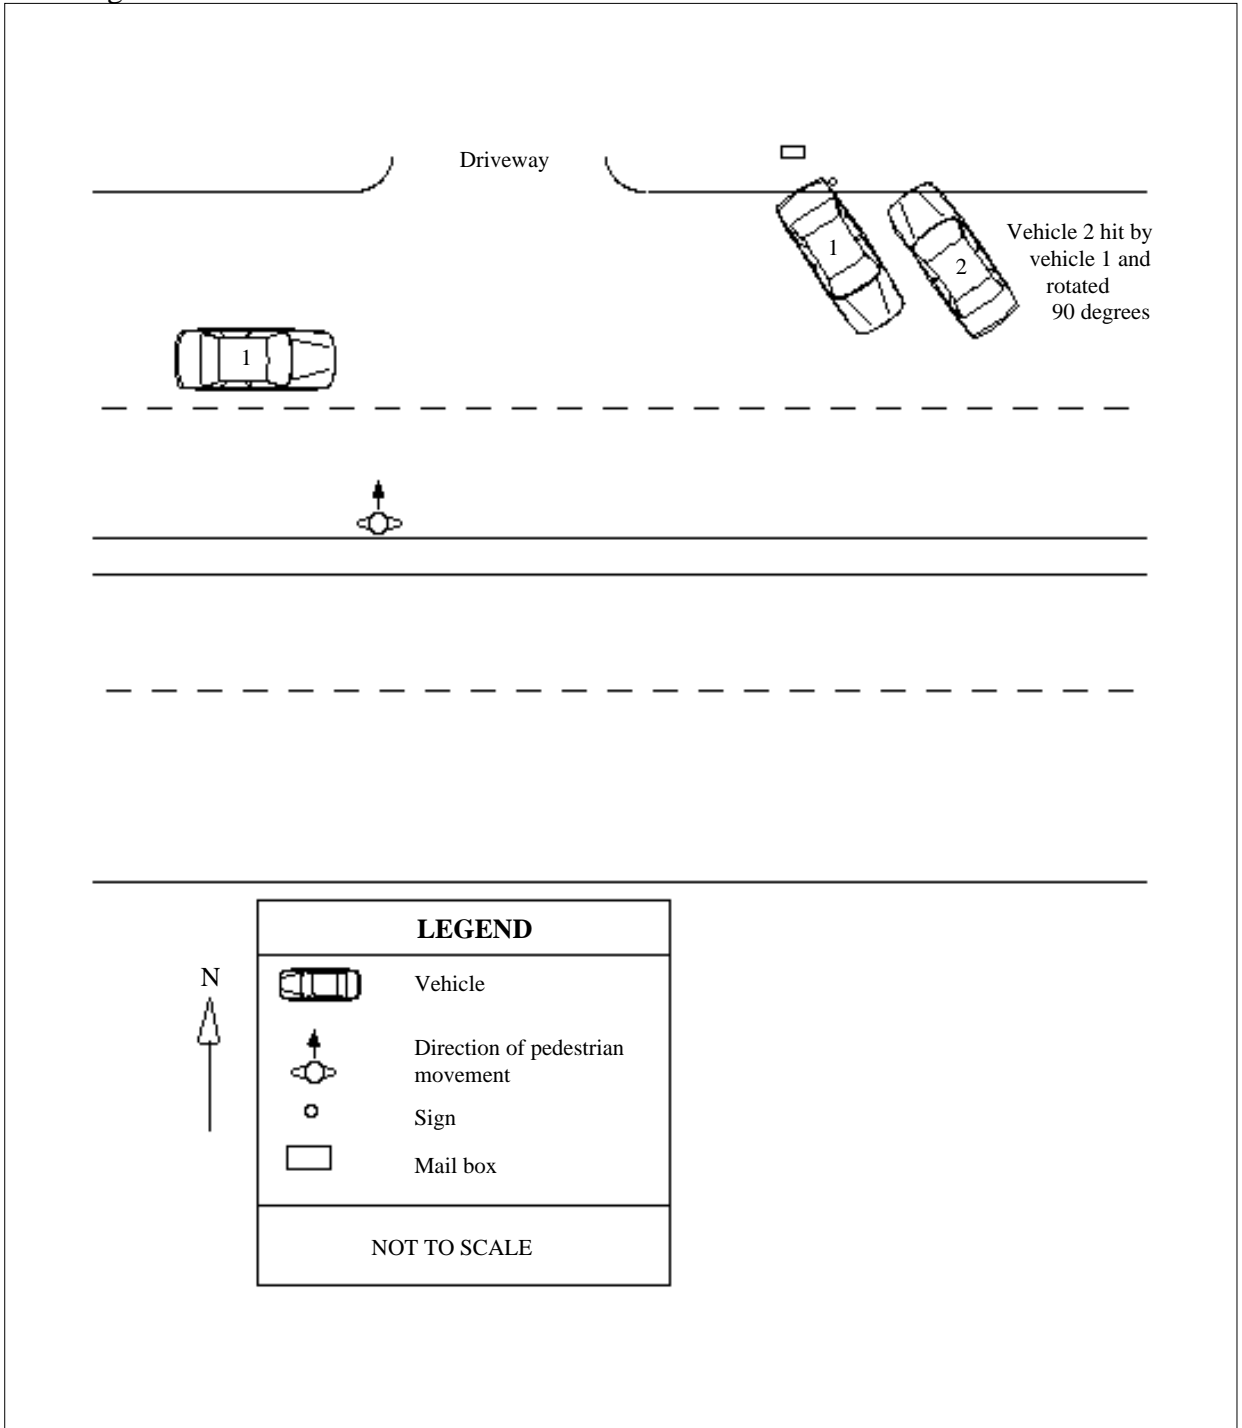 Driveway
1
2
Vehicle 2 hit by
vehicle 1 and
rotated
90 degrees
1
LEGEND
N
Vehicle
Direction of pedestrian
movement
Sign
Mail box
NOT TO SCALE